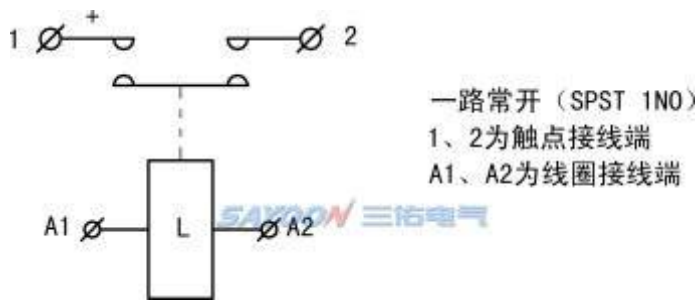 1 + 2
一路常开（SPST 1NO）
1、2为触点接线端
A1、A2为线圈接线端
A1 L A2
SAYOON 三佑电气